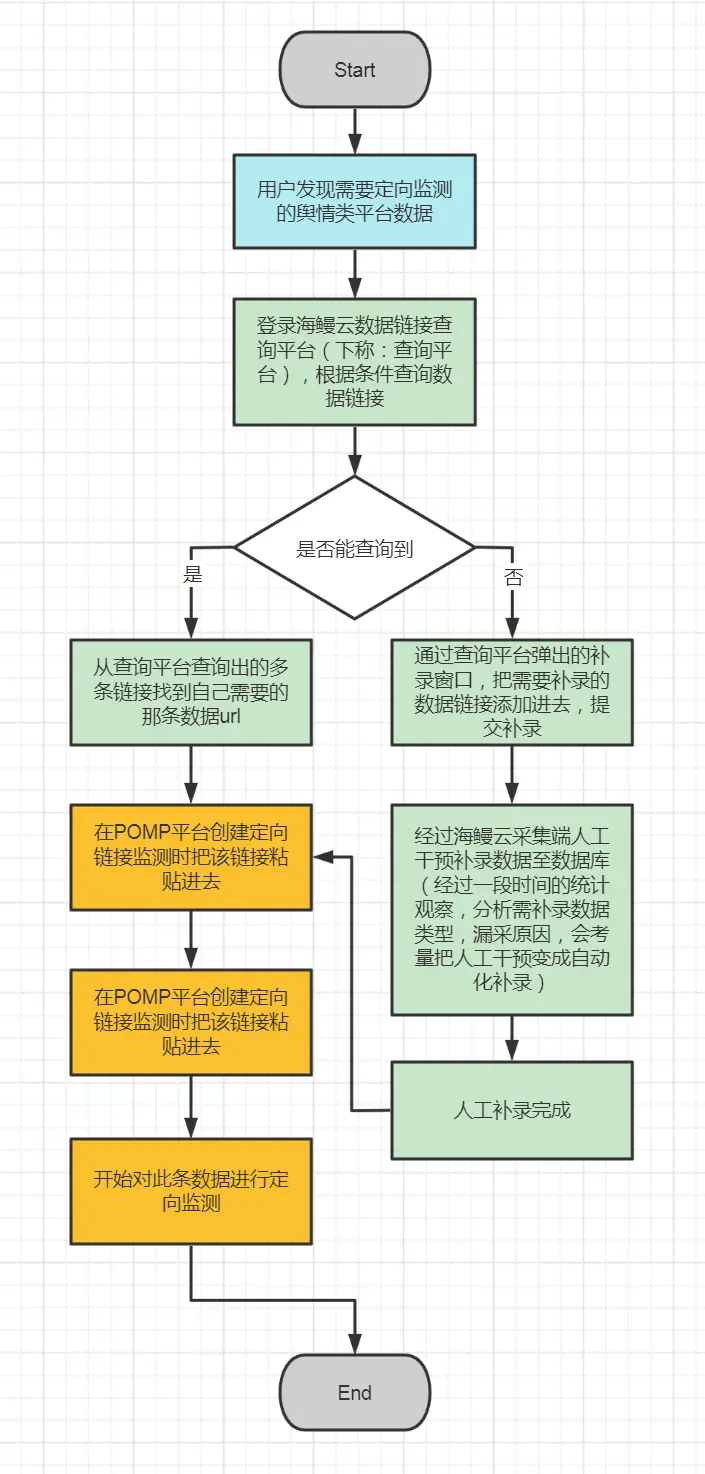 Start
用户发现需要定向监测
的舆情类平台数据
登录海鳗云数据链接查
询平台（下称：查询平
台），根据条件查询数
据链接
是否能查询到
是
否
从查询平台查询出的多
条链接找到自己需要的
那条数据url
通过查询平台弹出的补
录窗口，把需要补录的
数据链接添加进去，提
交补录
在POMP平台创建定向
链接监测时把该链接粘
贴进去
经过海鳗云采集端人工
干预补录数据至数据库
（经过一段时间的统计
观察，分析需补录数据
类型，漏采原因，会考
量把人工干预变成自动
化补录）
在POMP平台创建定向
链接监测时把该链接粘
贴进去
人工补录完成
开始对此条数据进行定
向监测
End